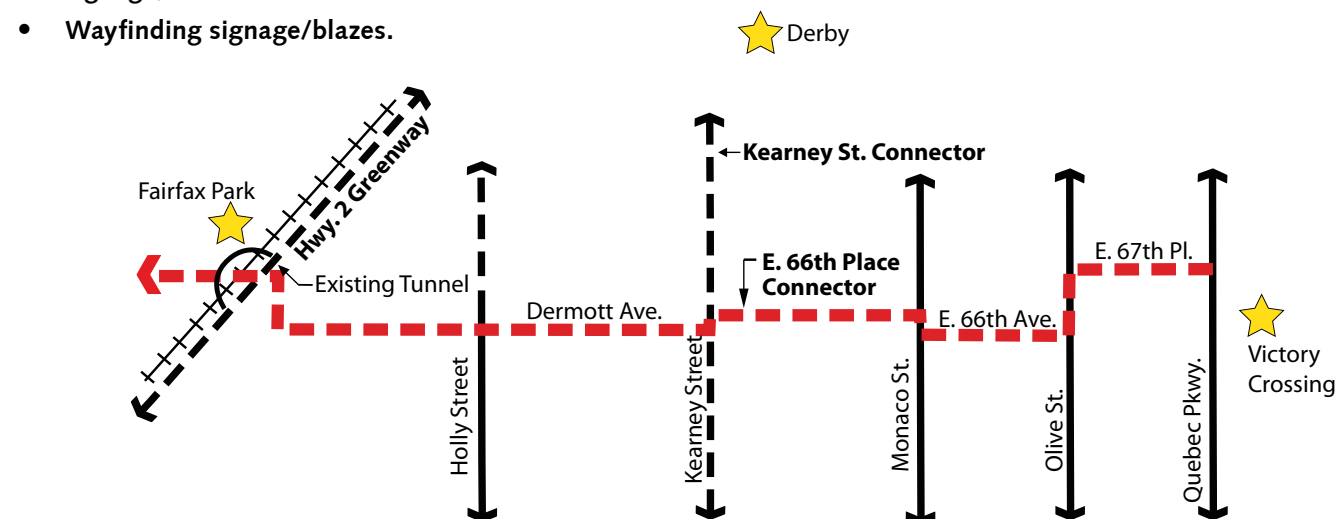 • Wayfinding signage/blazes.
Derby
Hwy. 2 Greenway
Kearney St. Connector
Fairfax Park
Existing Tunnel
Dermott Ave.
E. 66th Place
Connector
E. 66th Ave.
E. 67th Pl.
Victory
Crossing
Holly Street
Kearney Street
Monaco St.
Olive St.
Quebec Pkwy.